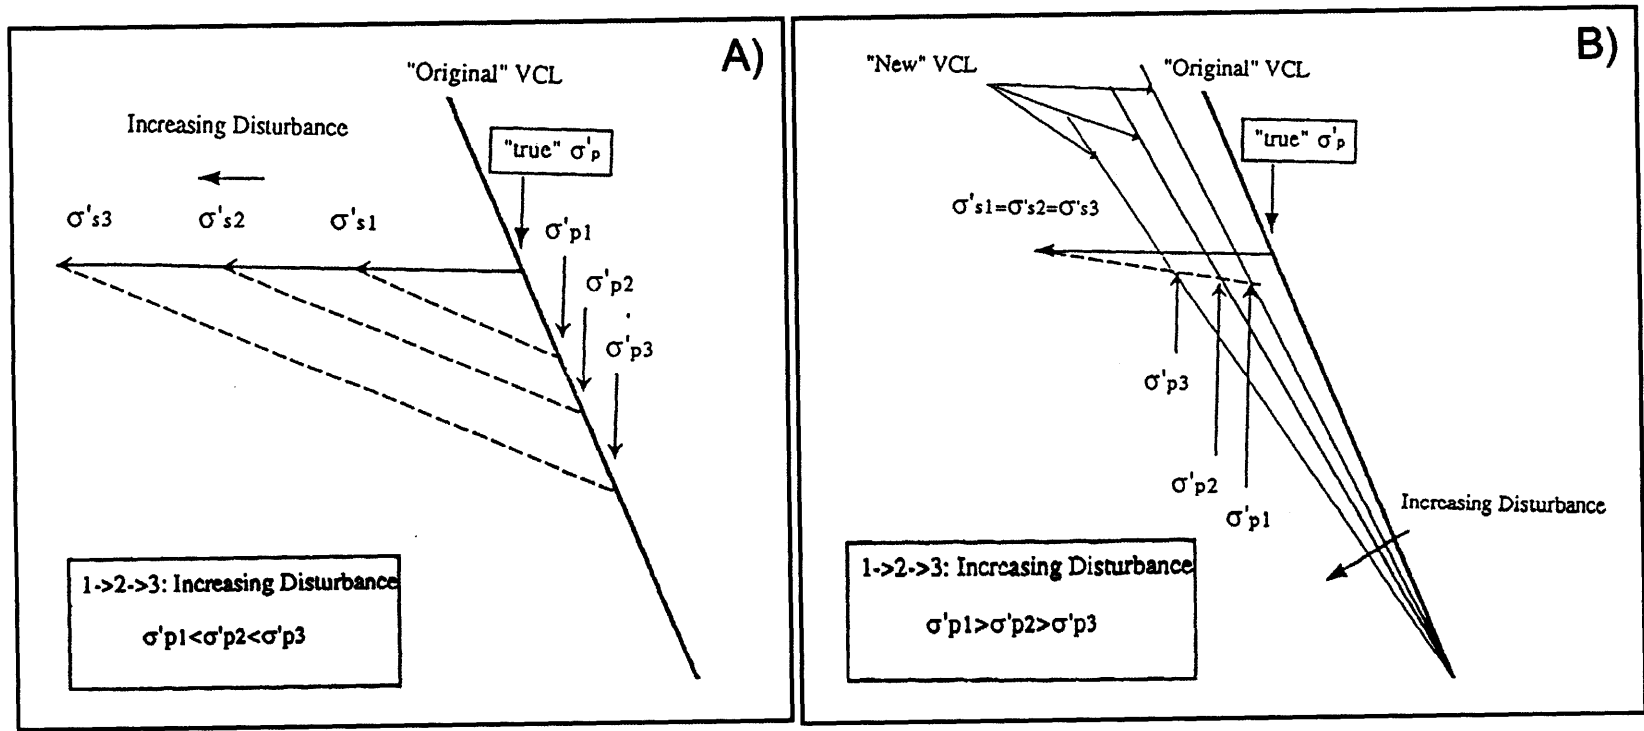 A)
"Original" VCL
Increasing Disturbance
"true" σ'p
σ's3
σ's2
σ's1
σ'p1
σ'p2
σ'p3
1->2->3: Increasing Disturbance
σ'p1<σ'p2<σ'p3
B)
"New" VCL
"Original" VCL
"true" σ'p
σ's1=σ's2=σ's3
σ'p3
σ'p2
σ'p1
Increasing Disturbance
1->2->3: Increasing Disturbance
σ'p1>σ'p2>σ'p3